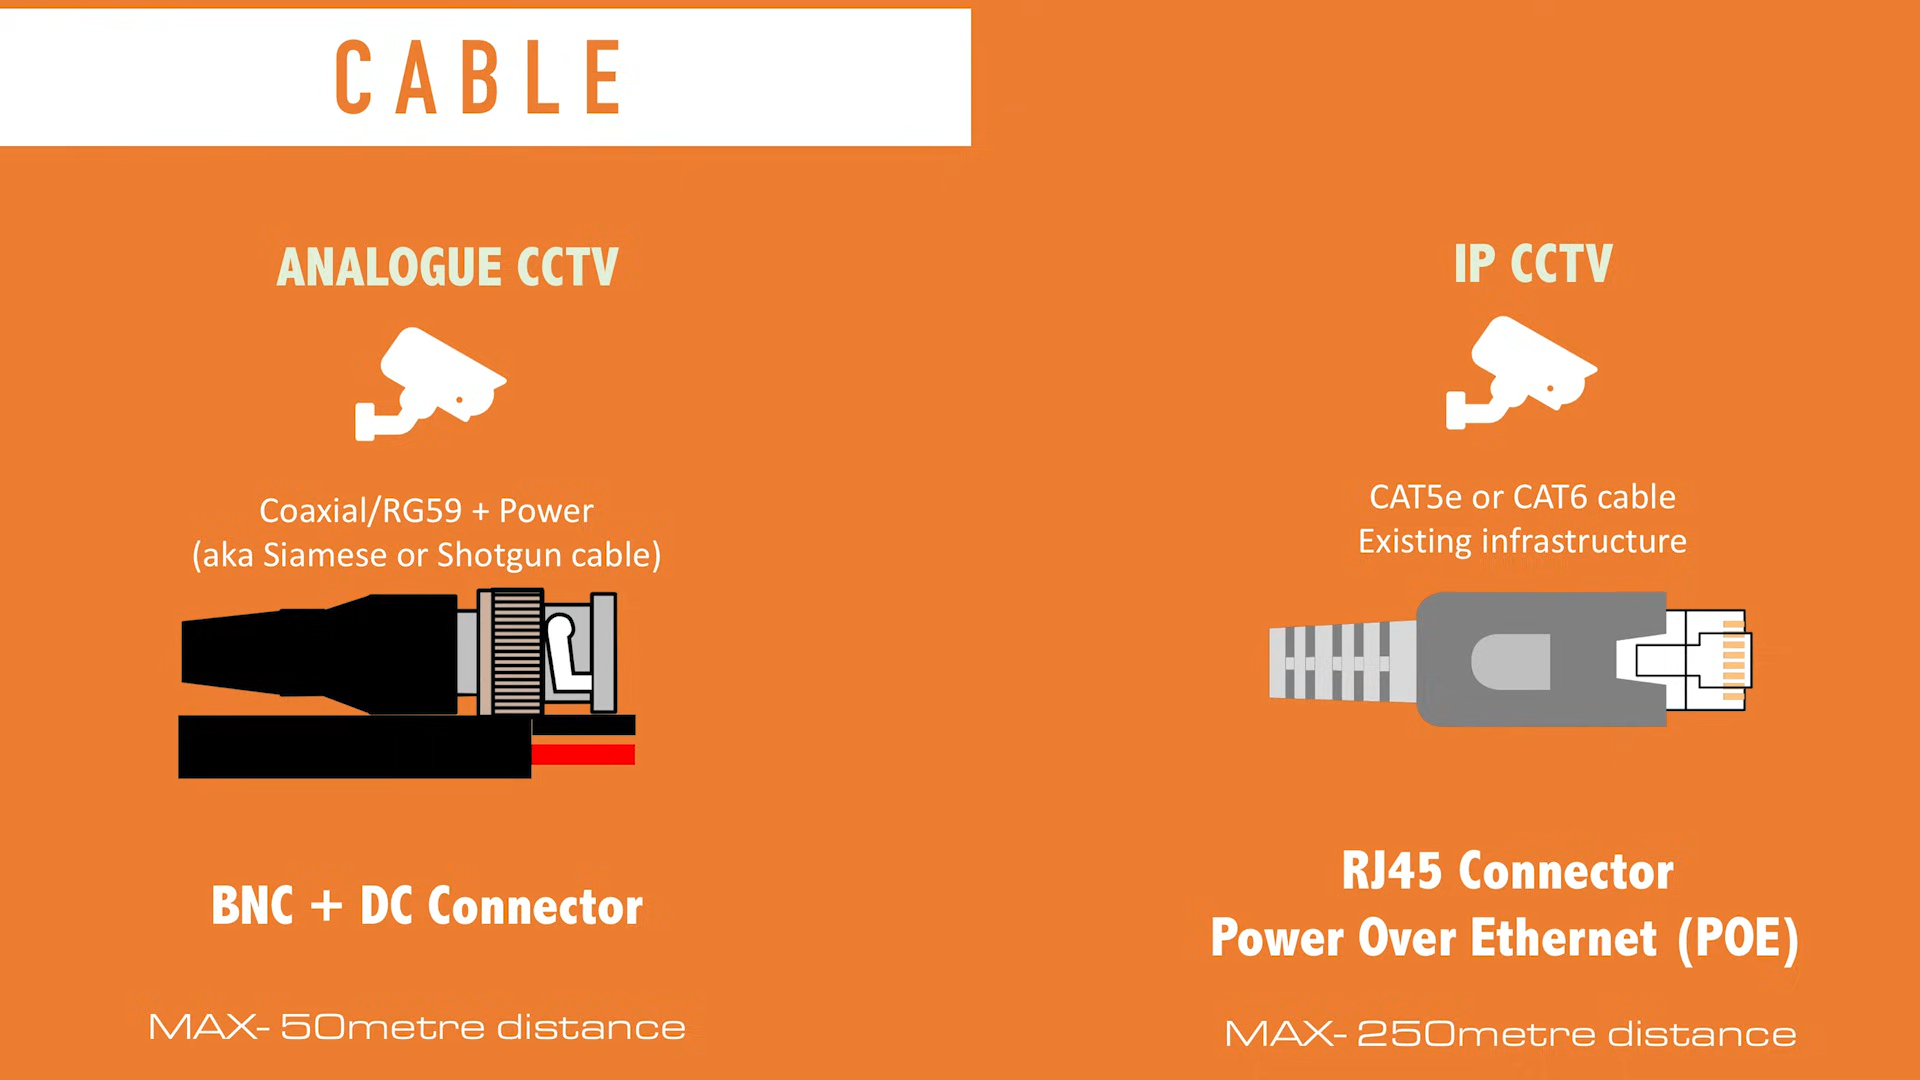 CABLE
ANALOGUE CCTV
Coaxial/RG59 + Power
(aka Siamese or Shotgun cable)
BNC + DC Connector
MAX- 50metre distance
IP CCTV
CAT5e or CAT6 cable
Existing infrastructure
RJ45 Connector
Power Over Ethernet (POE)
MAX- 250metre distance